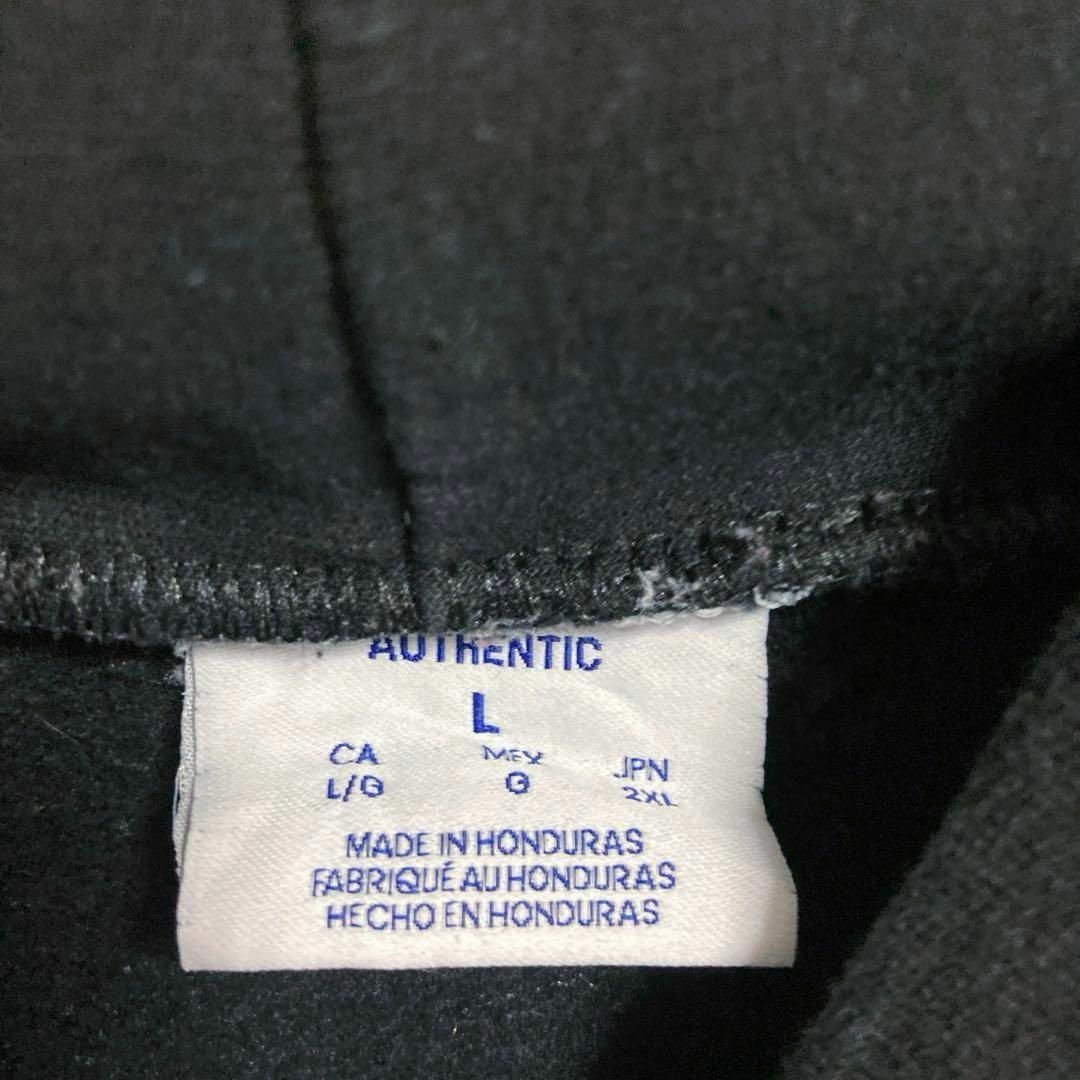 AUTHENTIC
L
CA MEX JPN
L/G G 2XL
MADE IN HONDURAS
FABRIQUÉ AU HONDURAS
HECHO EN HONDURAS